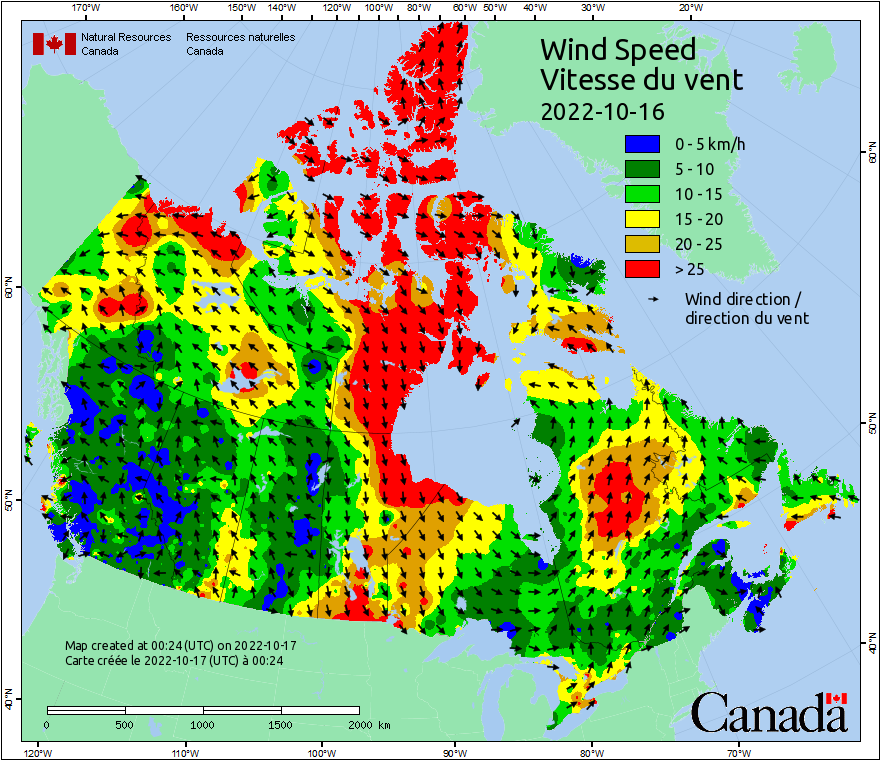 170°W 160°W 150°W 140°W 130°W 120°W 110°W 100°W 80°W 60°W 50°W 40°W 30°W 20°W
Natural Resources Ressources naturelles
Canada Canada
Wind Speed
Vitesse du vent
2022-10-16
0 - 5 km/h
5 - 10
10 - 15
15 - 20
20 - 25
> 25
Wind direction /
direction du vent
60°N
60°N
50°N
50°N
40°N
40°N
Map created at 00:24 (UTC) on 2022-10-17
Carte créée le 2022-10-17 (UTC) à 00:24
0 500 1000 1500 2000 km
Canada
120°W 110°W 100°W 90°W 80°W 70°W